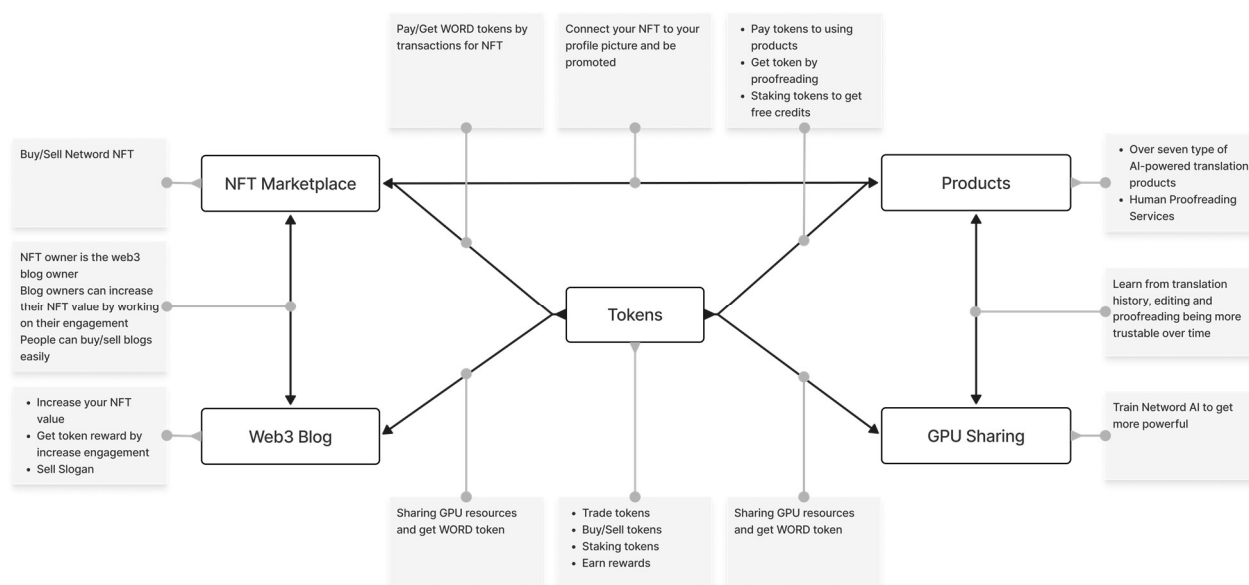 Pay/Get WORD tokens by
transactions for NFT
Connect your NFT to your
profile picture and be
promoted
• Pay tokens to using
products
• Get token by
proofreading
• Staking tokens to get
free credits
Buy/Sell Netword NFT
NFT Marketplace
Products
• Over seven type of
AI-powered translation
products
• Human Proofreading
Services
NFT owner is the web3
blog owner
Blog owners can increase
their NFT value by working
on their engagement
People can buy/sell blogs
easily
Tokens
Learn from translation
history, editing and
proofreading being more
trustable over time
• Increase your NFT
value
• Get token reward by
increase engagement
• Sell Slogan
Web3 Blog
GPU Sharing
Train Netword AI to get
more powerful
Sharing GPU resources
and get WORD token
• Trade tokens
• Buy/Sell tokens
• Staking tokens
• Earn rewards
Sharing GPU resources
and get WORD token